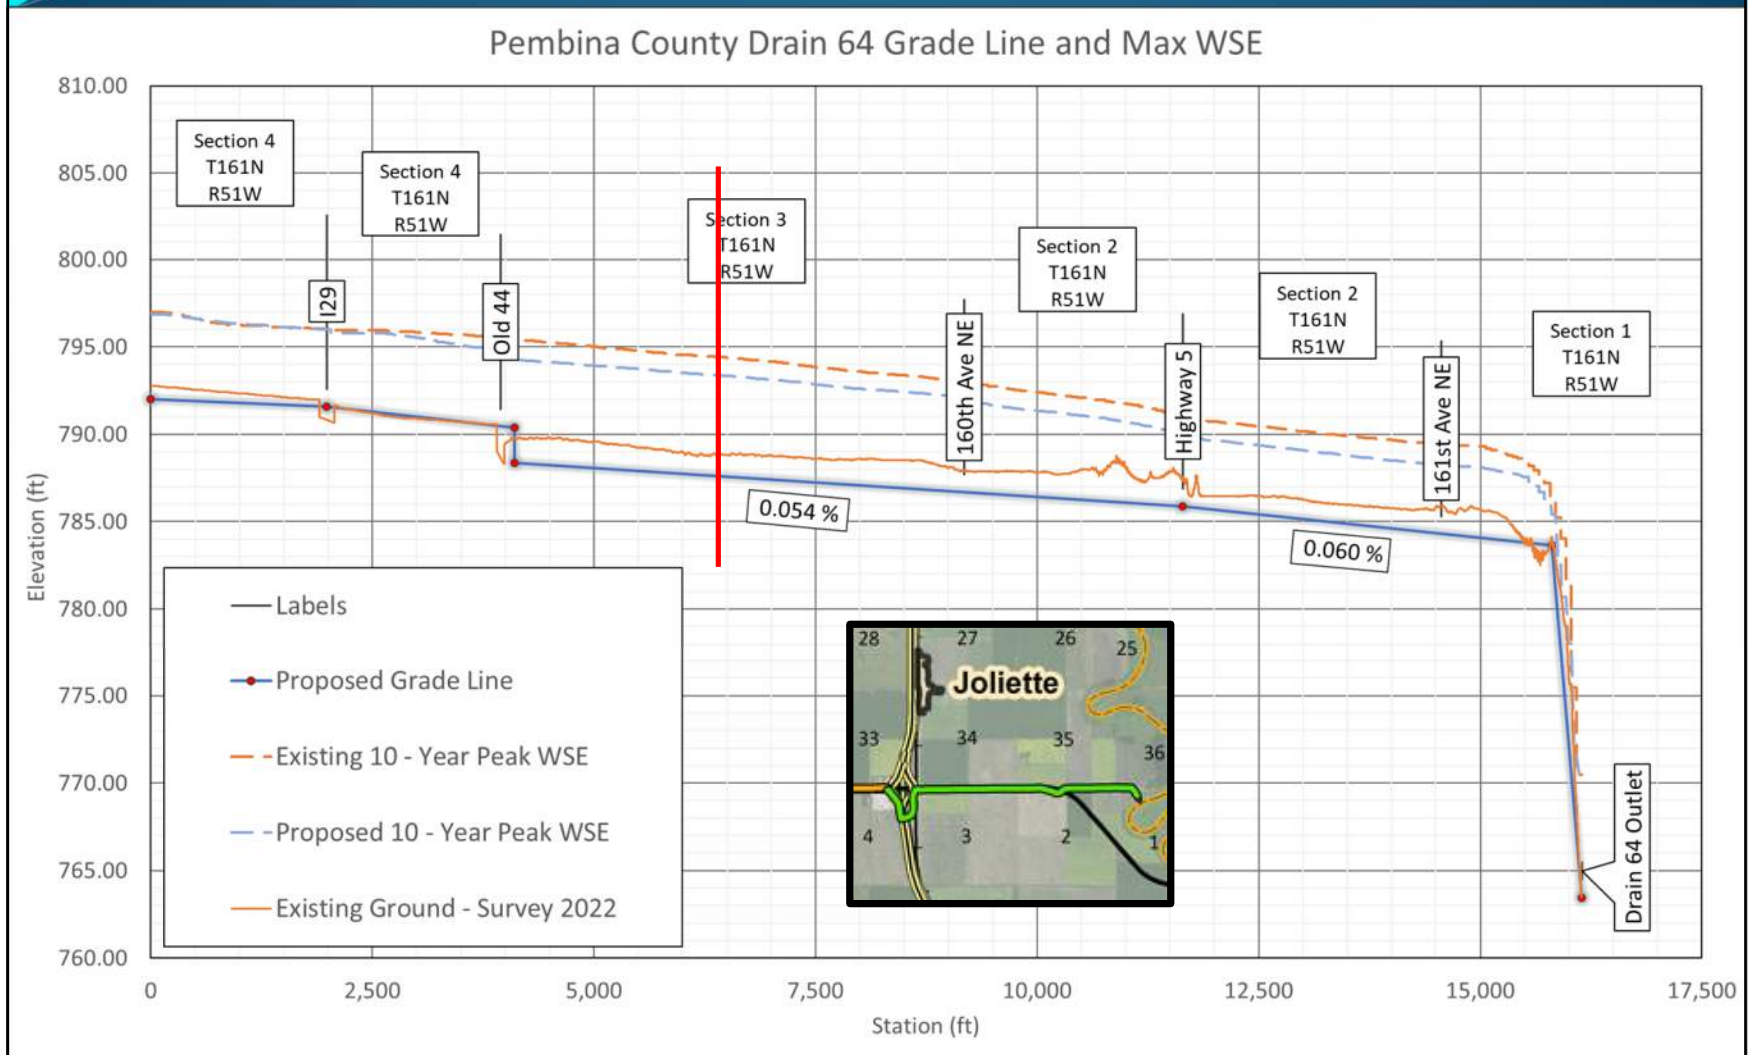 Pembina County Drain 64 Grade Line and Max WSE
810.00
805.00
800.00
795.00
790.00
785.00
780.00
775.00
770.00
765.00
760.00
Elevation (ft)
Section 4
T161N
R51W
Section 4
T161N
R51W
Section 3
T161N
R51W
Section 2
T161N
R51W
Section 2
T161N
R51W
Section 1
T161N
R51W
I29
Old 44
160th Ave NE
Highway 5
161st Ave NE
Drain 64 Outlet
0.054 %
0.060 %
Labels
Proposed Grade Line
Existing 10 - Year Peak WSE
Proposed 10 - Year Peak WSE
Existing Ground - Survey 2022
28
27
26
25
Joliette
33
34
35
36
4
3
2
1
0
2,500
5,000
7,500
10,000
12,500
15,000
17,500
Station (ft)